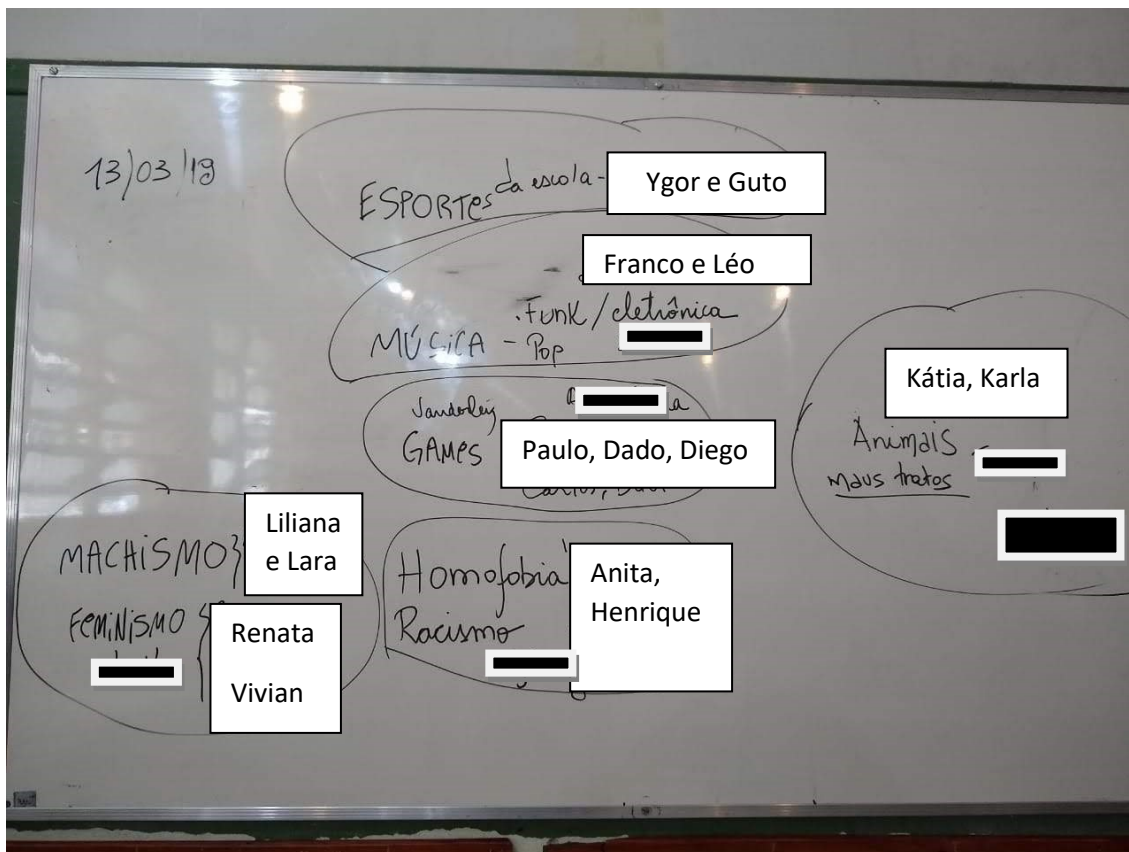 13/03/19
ESPORTES da escola - Ygor e Guto
Franco e Léo
. Funk / eletrônica
MÚSICA - Pop
Vanderley
GAMES Paulo, Dado, Diego
Kátia, Karla
Animais -
maus tratos
MACHISMO } Liliana
e Lara
FEMINISMO { Renata
Vivian
Homofobia Anita,
Henrique
Racismo